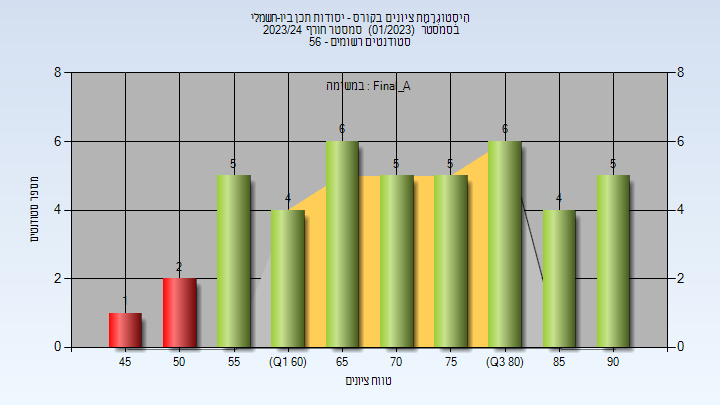 היסטוגרמת ציונים בקורס - יסודות תכן ביו-חשמלי
בסמסטר (01/2023) סמסטר חורף 2023/24
סטודנטים רשומים - 56
במשימה : Final_A
מספר סטודנטים
8 8
6 6
4 4
2 2
0 0
1 2 5 4 6 5 5 6 4 5
45 50 55 (Q1 60) 65 70 75 (Q3 80) 85 90
טווח ציונים